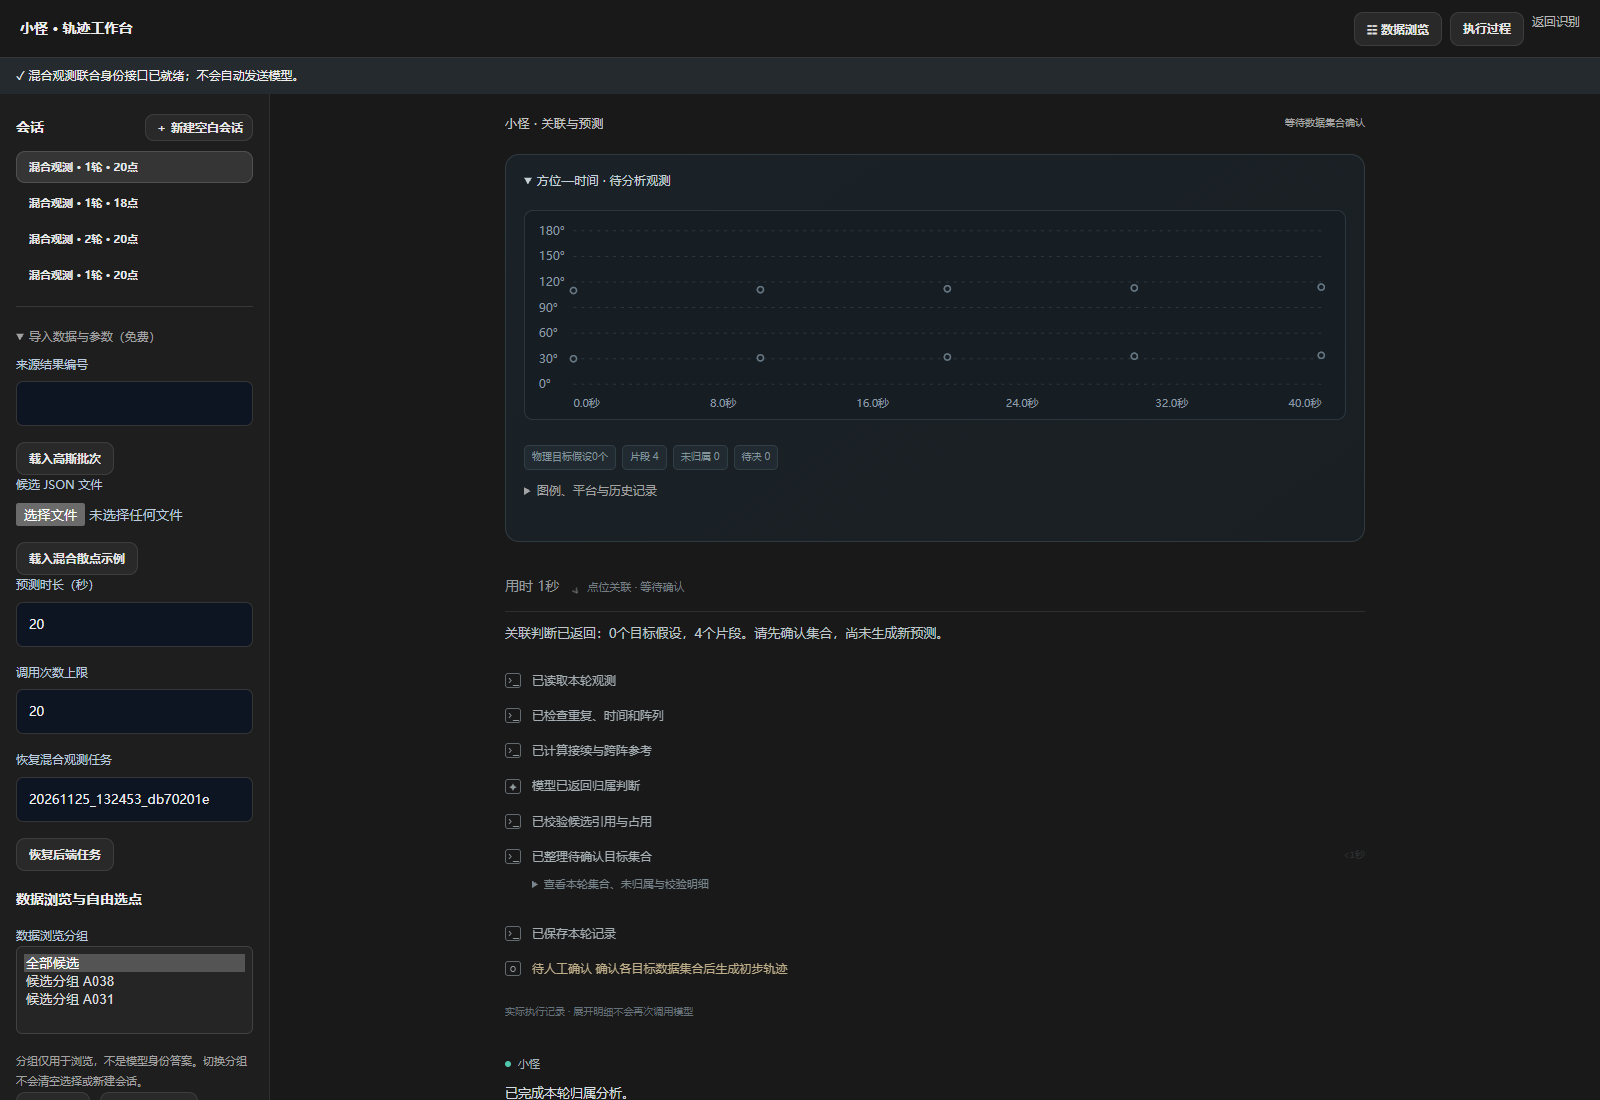 小怪 • 轨迹工作台
☷ 数据浏览
执行过程
返回识别
✓ 混合观测联合身份接口已就绪；不会自动发送模型。
会话
＋ 新建空白会话
混合观测 • 1轮 • 20点
混合观测 • 1轮 • 18点
混合观测 • 2轮 • 20点
混合观测 • 1轮 • 20点
▼ 导入数据与参数（免费）
来源结果编号
载入高斯批次
候选 JSON 文件
选择文件 未选择任何文件
载入混合散点示例
预测时长（秒）
20
调用次数上限
20
恢复混合观测任务
20261125_132453_db70201e
恢复后端任务
数据浏览与自由选点
数据浏览分组
全部候选
候选分组 A038
候选分组 A031
分组仅用于浏览，不是模型身份答案。切换分组
不会清空选择或新建会话。
小怪 · 关联与预测
等待数据集合确认
▼ 方位—时间 · 待分析观测
180°
150°
120°
90°
60°
30°
0°
0.0秒
8.0秒
16.0秒
24.0秒
32.0秒
40.0秒
物理目标假设0个
片段 4
未归属 0
待决 0
▶ 图例、平台与历史记录
用时 1秒
点位关联 · 等待确认
关联判断已返回：0个目标假设，4个片段。请先确认集合，尚未生成新预测。
已读取本轮观测
已检查重复、时间和阵列
已计算接续与跨阵参考
模型已返回归属判断
已校验候选引用与占用
已整理待确认目标集合
<1秒
▶ 查看本轮集合、未归属与校验明细
已保存本轮记录
待人工确认 确认各目标数据集合后生成初步轨迹
实际执行记录 · 展开明细不会再次调用模型
小怪
已完成本轮归属分析。